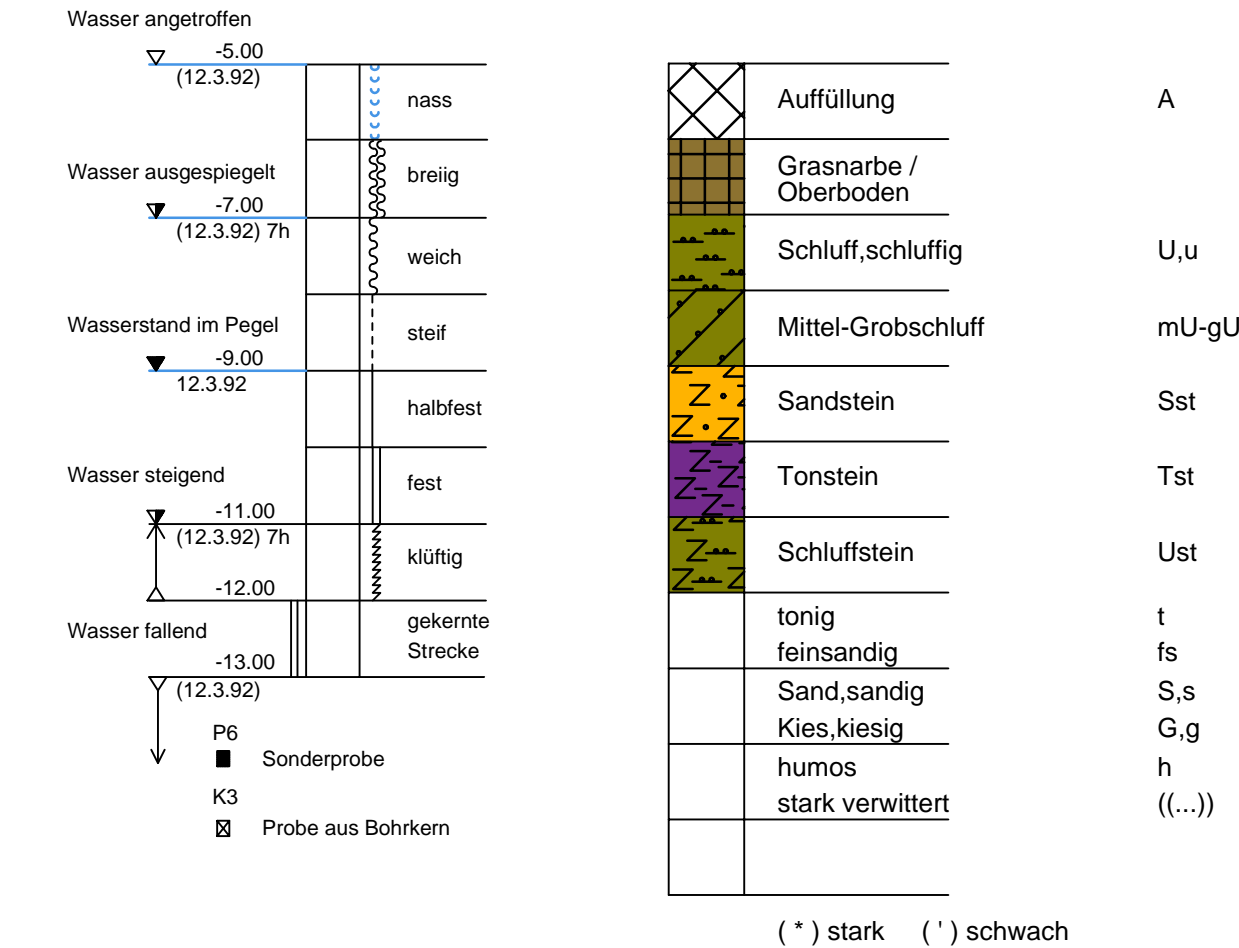 Wasser angetroffen
-5.00
(12.3.92)
nass
Wasser ausgespiegelt
breiig
-7.00
(12.3.92) 7h
weich
Wasserstand im Pegel
steif
-9.00
12.3.92
halbfest
Wasser steigend
fest
-11.00
(12.3.92) 7h
klüftig
-12.00
Wasser fallend
gekernte
Strecke
-13.00
(12.3.92)
P6
Sonderprobe
K3
Probe aus Bohrkern
Auffüllung A
Grasnarbe /
Oberboden
Schluff,schluffig U,u
Mittel-Grobschluff mU-gU
Sandstein Sst
Tonstein Tst
Schluffstein Ust
tonig t
feinsandig fs
Sand,sandig S,s
Kies,kiesig G,g
humos h
stark verwittert ((...))
( * ) stark ( ' ) schwach